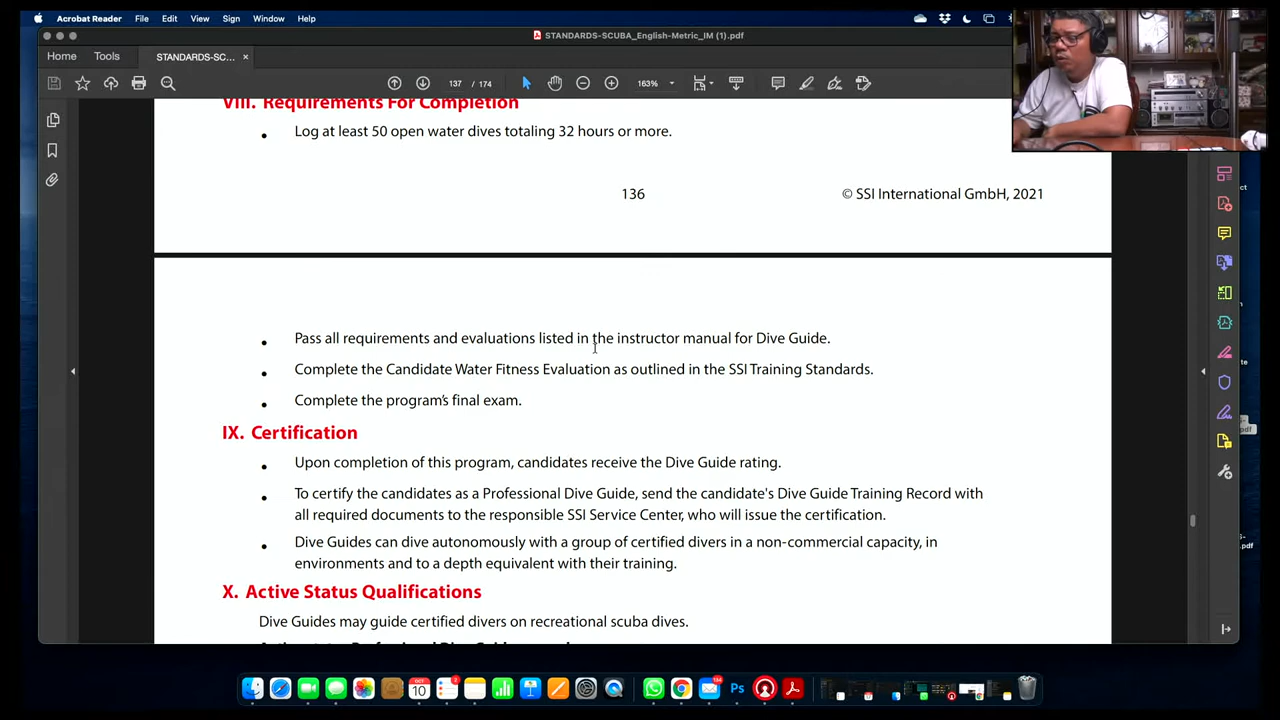 Acrobat Reader File Edit View Sign Window Help
STANDARDS-SCUBA_English-Metric_IM (1).pdf
Home Tools STANDARDS-SC... ×
137 / 174 163%
VIII. Requirements For Completion
• Log at least 50 open water dives totaling 32 hours or more.
136 © SSI International GmbH, 2021
• Pass all requirements and evaluations listed in the instructor manual for Dive Guide.
• Complete the Candidate Water Fitness Evaluation as outlined in the SSI Training Standards.
• Complete the program's final exam.
IX. Certification
• Upon completion of this program, candidates receive the Dive Guide rating.
• To certify the candidates as a Professional Dive Guide, send the candidate's Dive Guide Training Record with
all required documents to the responsible SSI Service Center, who will issue the certification.
• Dive Guides can dive autonomously with a group of certified divers in a non-commercial capacity, in
environments and to a depth equivalent with their training.
X. Active Status Qualifications
Dive Guides may guide certified divers on recreational scuba dives.
OCT
10
Ps